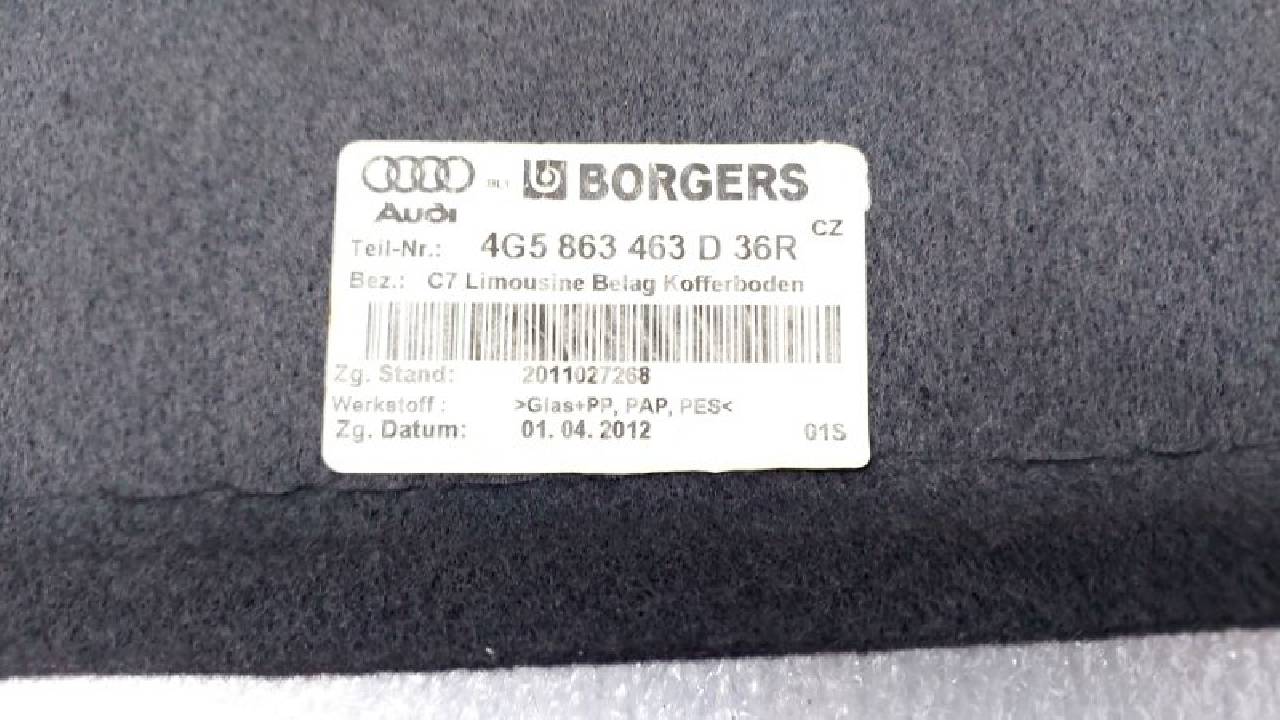 BORGERS
Audi
CZ
Teil-Nr.: 4G5 863 463 D 36R
Bez.: C7 Limousine Belag Kofferboden
Zg. Stand: 2011027268
Werkstoff : >Glas+PP, PAP, PES<
Zg. Datum: 01. 04. 2012 01S